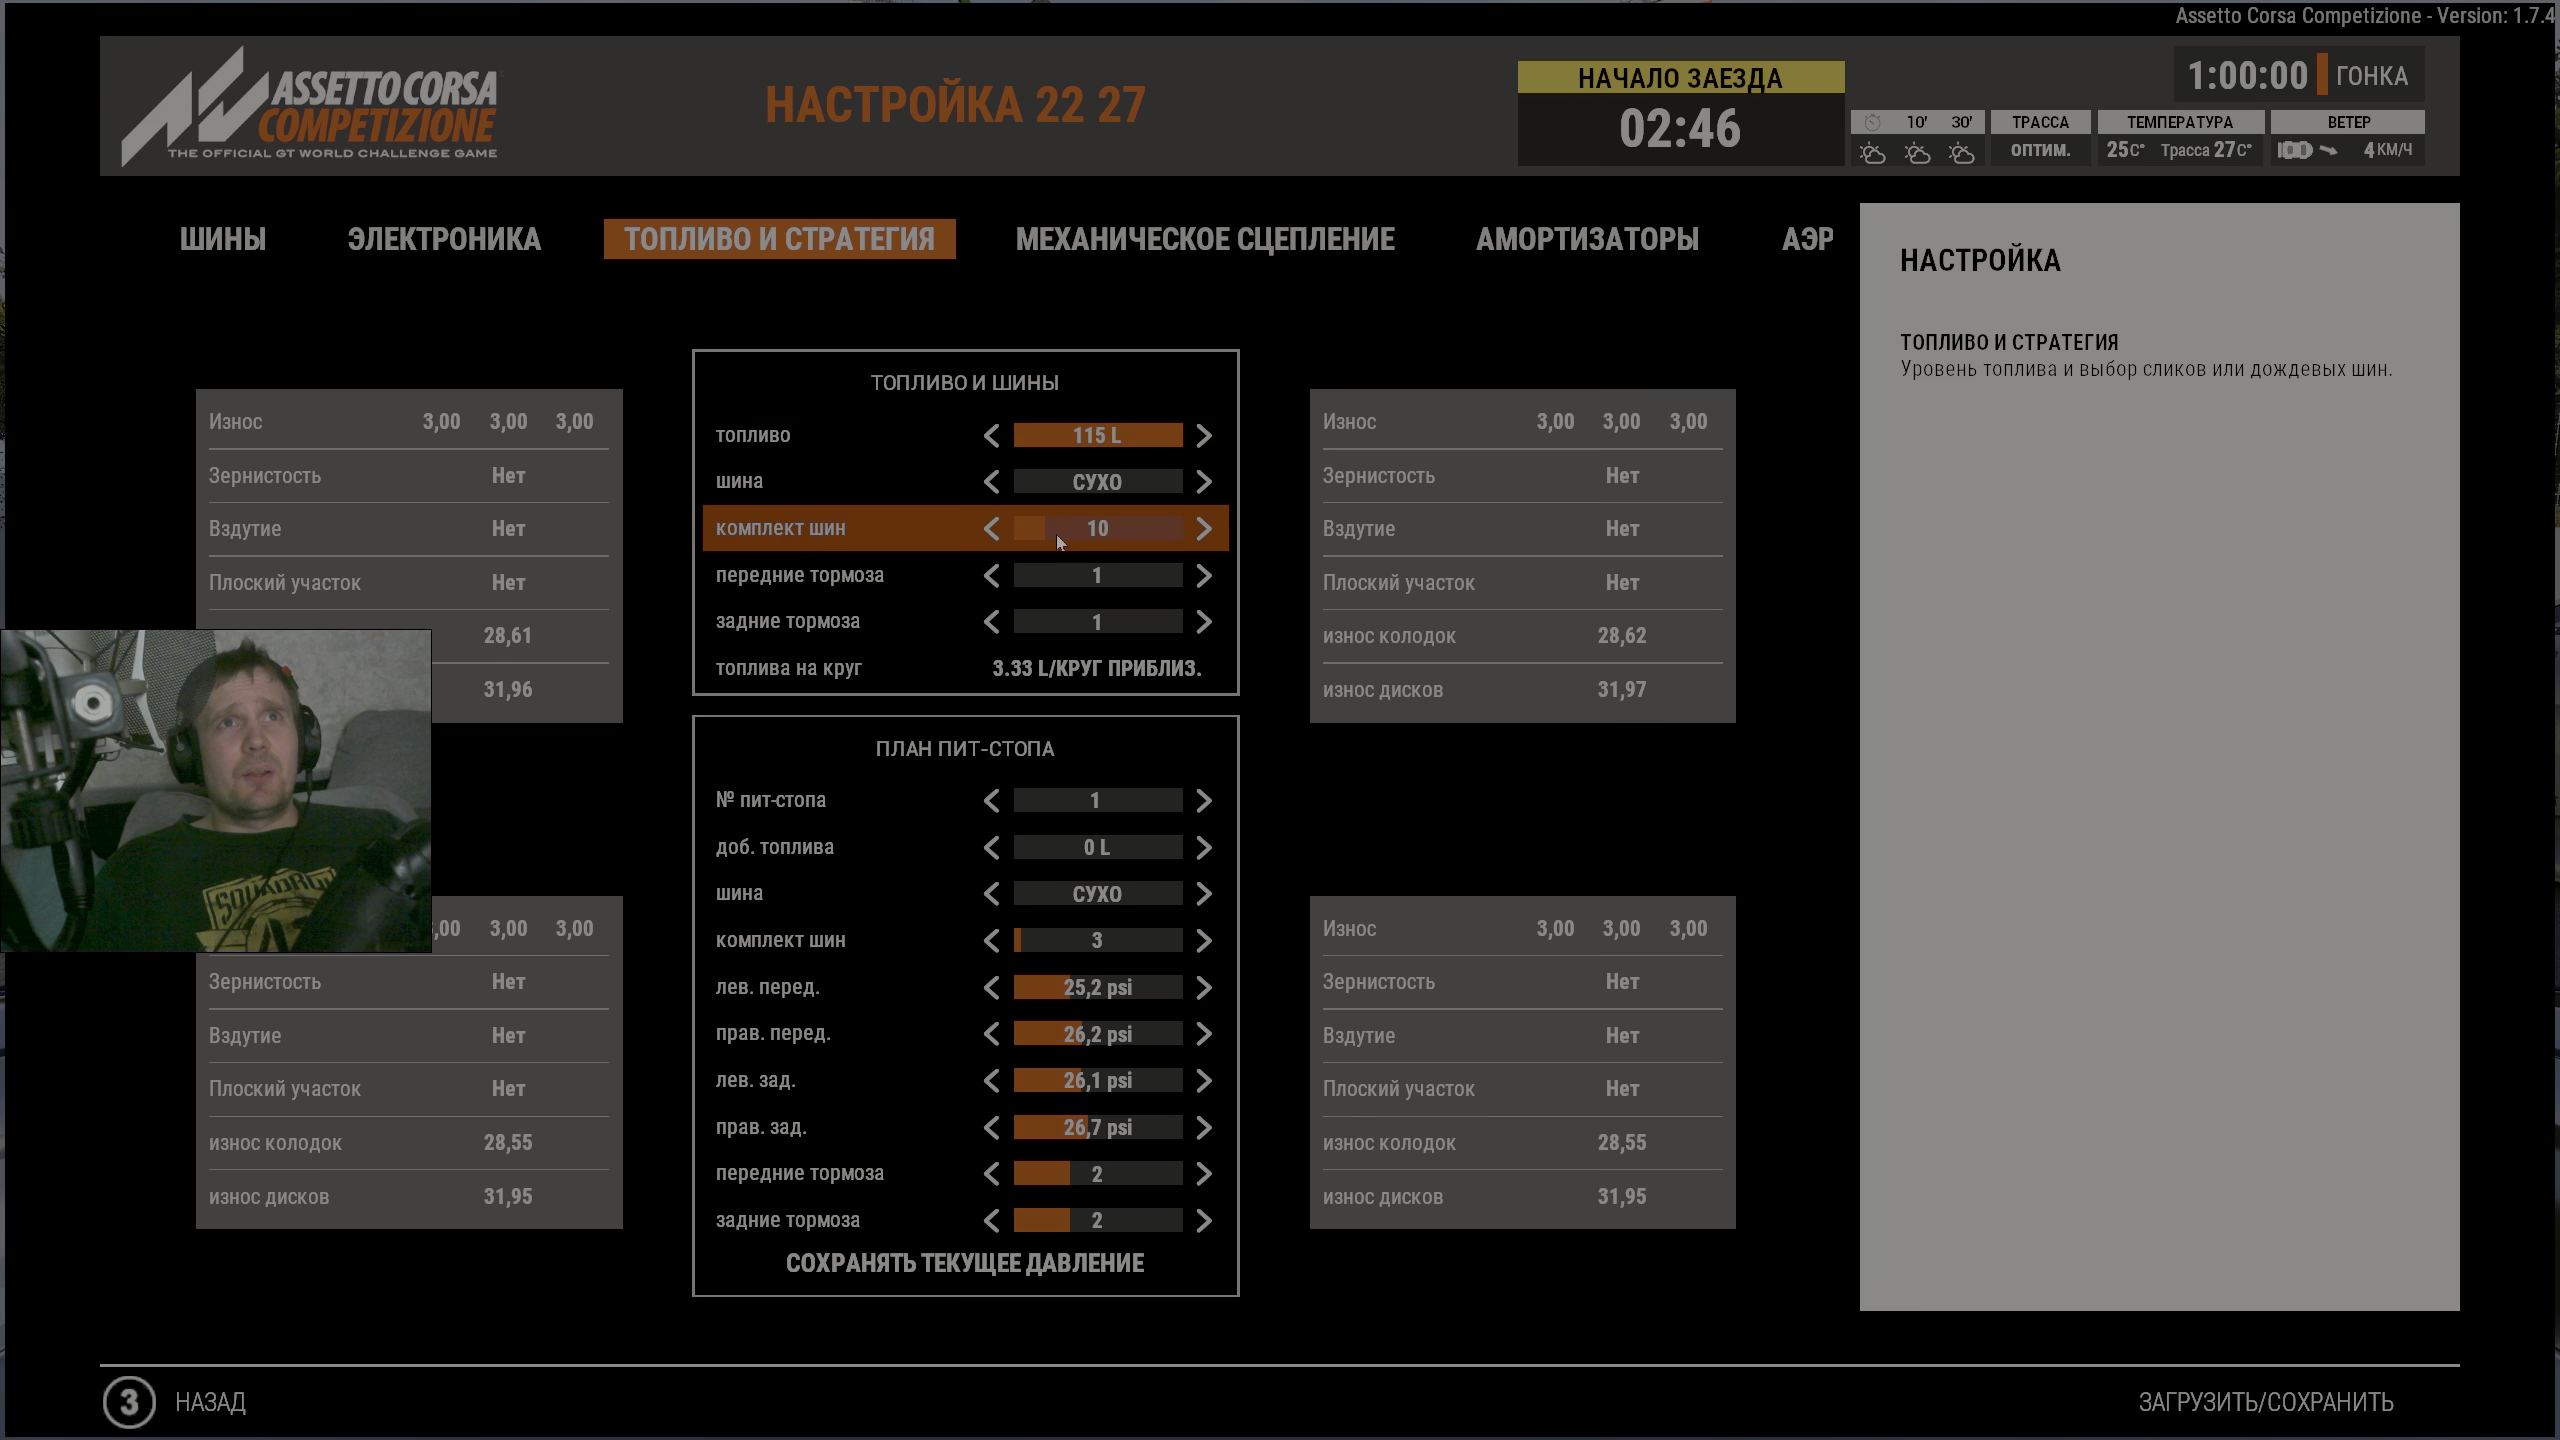 Assetto Corsa Competizione - Version: 1.7.4
ASSETTO CORSA
COMPETIZIONE
THE OFFICIAL GT WORLD CHALLENGE GAME
НАСТРОЙКА 22 27
НАЧАЛО ЗАЕЗДА
02:46
1:00:00 ГОНКА
10' 30' ТРАССА ТЕМПЕРАТУРА ВЕТЕР
ОПТИМ. 25C° Трасса 27C° 4 КМ/Ч
ШИНЫ ЭЛЕКТРОНИКА ТОПЛИВО И СТРАТЕГИЯ МЕХАНИЧЕСКОЕ СЦЕПЛЕНИЕ АМОРТИЗАТОРЫ АЭР
Износ 3,00 3,00 3,00
Зернистость Нет
Вздутие Нет
Плоский участок Нет
28,61
31,96
3,00 3,00
Зернистость Нет
Вздутие Нет
Плоский участок Нет
износ колодок 28,55
износ дисков 31,95
ТОПЛИВО И ШИНЫ
топливо 115 L
шина СУХО
комплект шин 10
передние тормоза 1
задние тормоза 1
топлива на круг 3.33 L/КРУГ ПРИБЛИЗ.
ПЛАН ПИТ-СТОПА
№ пит-стопа 1
доб. топлива 0 L
шина СУХО
комплект шин 3
лев. перед. 25,2 psi
прав. перед. 26,2 psi
лев. зад. 26,1 psi
прав. зад. 26,7 psi
передние тормоза 2
задние тормоза 2
СОХРАНЯТЬ ТЕКУЩЕЕ ДАВЛЕНИЕ
Износ 3,00 3,00 3,00
Зернистость Нет
Вздутие Нет
Плоский участок Нет
износ колодок 28,62
износ дисков 31,97
Износ 3,00 3,00 3,00
Зернистость Нет
Вздутие Нет
Плоский участок Нет
износ колодок 28,55
износ дисков 31,95
НАСТРОЙКА
ТОПЛИВО И СТРАТЕГИЯ
Уровень топлива и выбор сликов или дождевых шин.
3 НАЗАД
ЗАГРУЗИТЬ/СОХРАНИТЬ